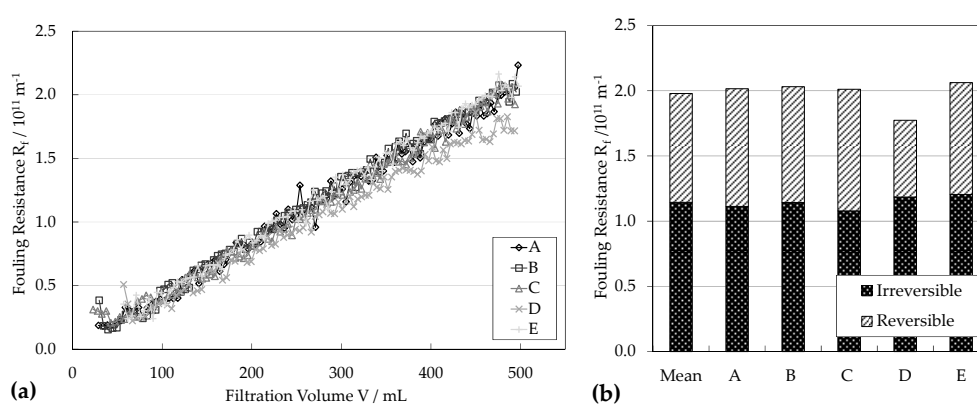 2.5
2.0
1.5
1.0
0.5
0.0
Fouling Resistance Rf / 10¹¹ m⁻¹
A
B
C
D
E
0 100 200 300 400 500
Filtration Volume V / mL
(a)
2.5
2.0
1.5
1.0
0.5
0.0
Fouling Resistance Rf /10¹¹ m⁻¹
Irreversible
Reversible
Mean A B C D E
(b)